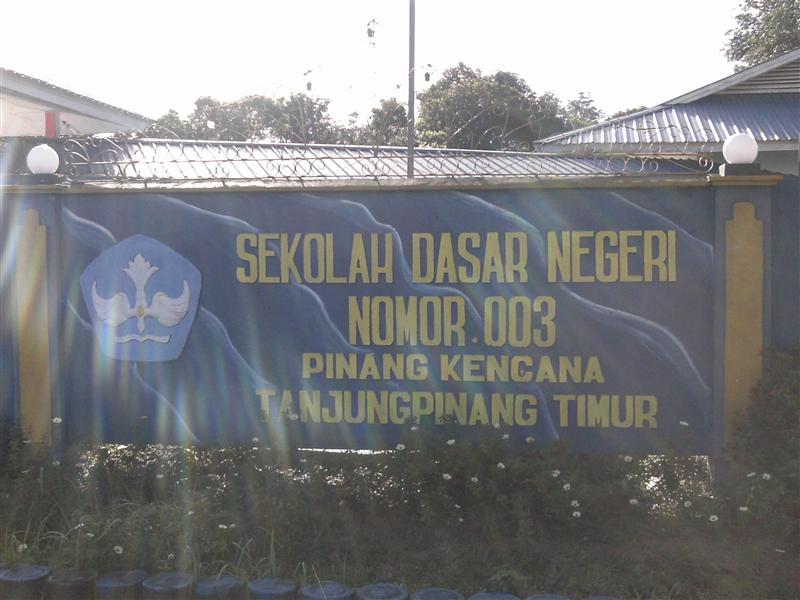 SEKOLAH DASAR NEGERI
NOMOR.003
PINANG KENCANA
TANJUNGPINANG TIMUR